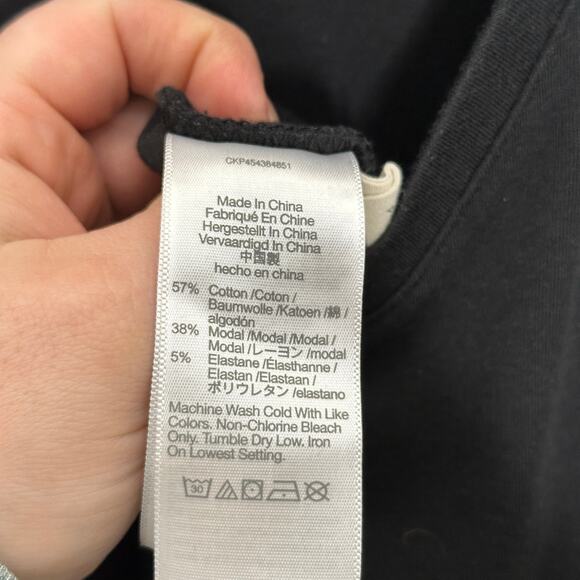 CKP454384851
Made In China
Fabriqué En Chine
Hergestellt In China
Vervaardigd In China
中国製
hecho en china
57% Cotton /Coton /
Baumwolle /Katoen /綿 /
algodón
38% Modal /Modal /Modal /
Modal /レーヨン /modal
5% Elastane /Élasthanne /
Elastan /Elastaan /
ポリウレタン /elastano
Machine Wash Cold With Like
Colors. Non-Chlorine Bleach
Only. Tumble Dry Low. Iron
On Lowest Setting.
30